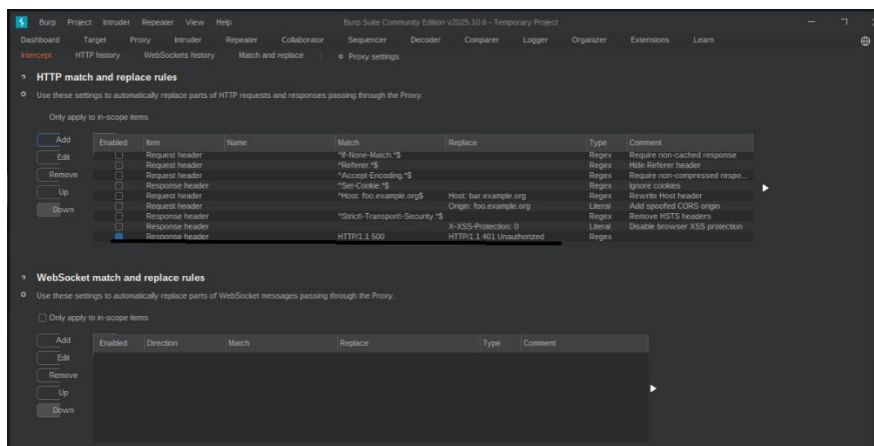 Burp Project Intruder Repeater View Help Burp Suite Community Edition v2025.10.6 - Temporary Project
Dashboard Target Proxy Intruder Repeater Collaborator Sequencer Decoder Comparer Logger Organizer Extensions Learn
Intercept HTTP history WebSockets history Match and replace Proxy settings
HTTP match and replace rules
Use these settings to automatically replace parts of HTTP requests and responses passing through the Proxy.
Only apply to in-scope items
Add
Edit
Remove
Up
Down
Enabled Item Name Match Replace Type Comment
Request header ^If-None-Match.*$ Regex Require non-cached response
Request header ^Referer.*$ Regex Hide Referer header
Request header ^Accept-Encoding.*$ Regex Require non-compressed respo...
Response header ^Set-Cookie.*$ Regex Ignore cookies
Request header ^Host: foo.example.org$ Host: bar.example.org Regex Rewrite Host header
Request header Origin: foo.example.org Literal Add spoofed CORS origin
Response header ^Strict\-Transport\-Security.*$ Regex Remove HSTS headers
Response header X-XSS-Protection: 0 Literal Disable browser XSS protection
Response header HTTP/1.1 500 HTTP/1.1 401 Unauthorized Regex
WebSocket match and replace rules
Use these settings to automatically replace parts of WebSocket messages passing through the Proxy.
Only apply to in-scope items
Add
Edit
Remove
Up
Down
Enabled Direction Match Replace Type Comment